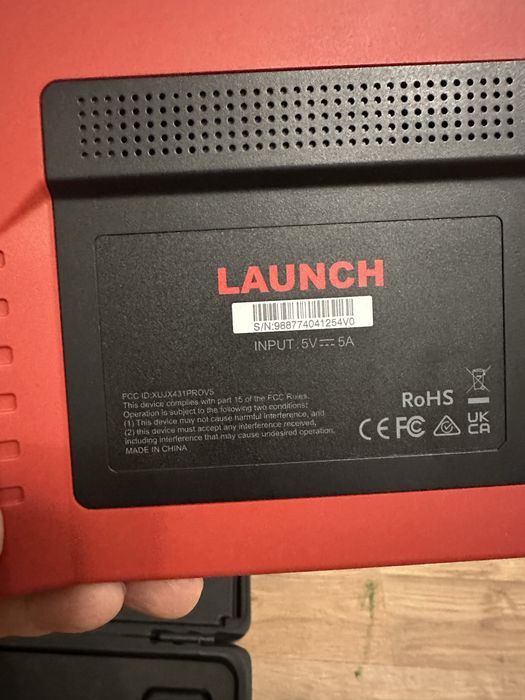 LAUNCH
S/N:988774041254V0
INPUT 5V⎓5A
FCC ID:XUJX431PROV5
This device complies with part 15 of the FCC Rules.
Operation is subject to the following two conditions:
(1) This device may not cause harmful interference, and
(2) this device must accept any interference received,
including interference that may cause undesired operation.
MADE IN CHINA
RoHS
CE FC UK
CA